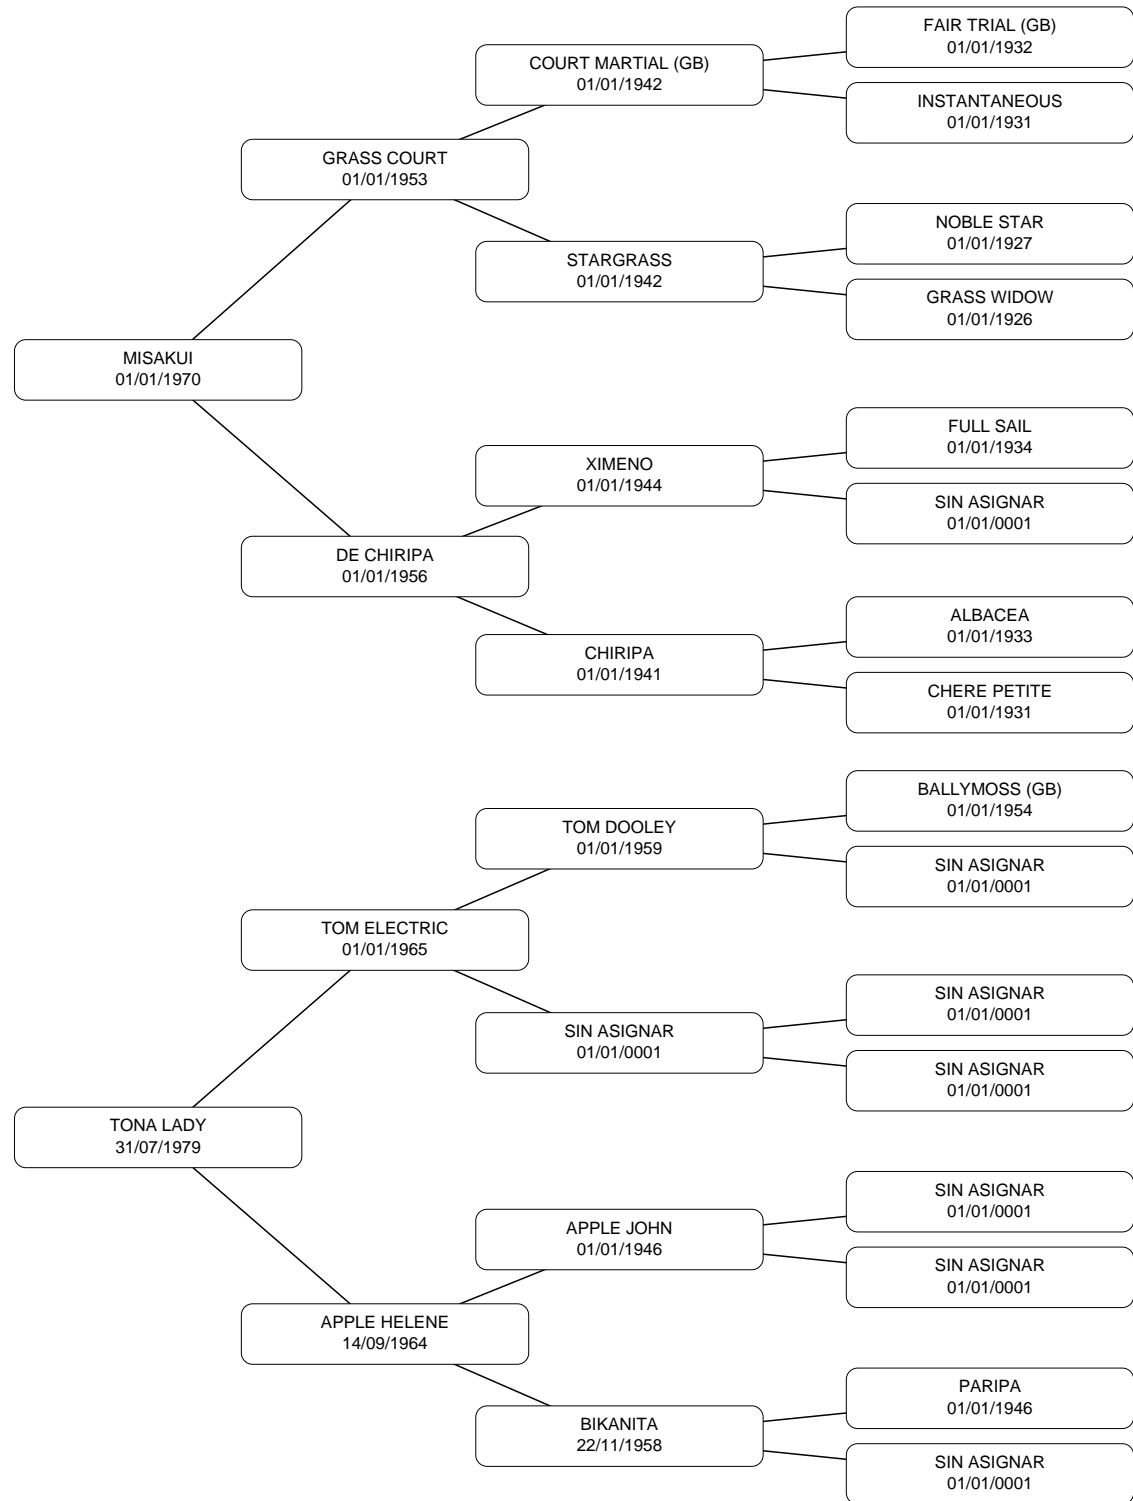 FAIR TRIAL (GB)
01/01/1932
COURT MARTIAL (GB)
01/01/1942
INSTANTANEOUS
01/01/1931
GRASS COURT
01/01/1953
NOBLE STAR
01/01/1927
STARGRASS
01/01/1942
GRASS WIDOW
01/01/1926
MISAKUI
01/01/1970
FULL SAIL
01/01/1934
XIMENO
01/01/1944
SIN ASIGNAR
01/01/0001
DE CHIRIPA
01/01/1956
ALBACEA
01/01/1933
CHIRIPA
01/01/1941
CHERE PETITE
01/01/1931
BALLYMOSS (GB)
01/01/1954
TOM DOOLEY
01/01/1959
SIN ASIGNAR
01/01/0001
TOM ELECTRIC
01/01/1965
SIN ASIGNAR
01/01/0001
SIN ASIGNAR
01/01/0001
SIN ASIGNAR
01/01/0001
TONA LADY
31/07/1979
SIN ASIGNAR
01/01/0001
APPLE JOHN
01/01/1946
SIN ASIGNAR
01/01/0001
APPLE HELENE
14/09/1964
PARIPA
01/01/1946
BIKANITA
22/11/1958
SIN ASIGNAR
01/01/0001